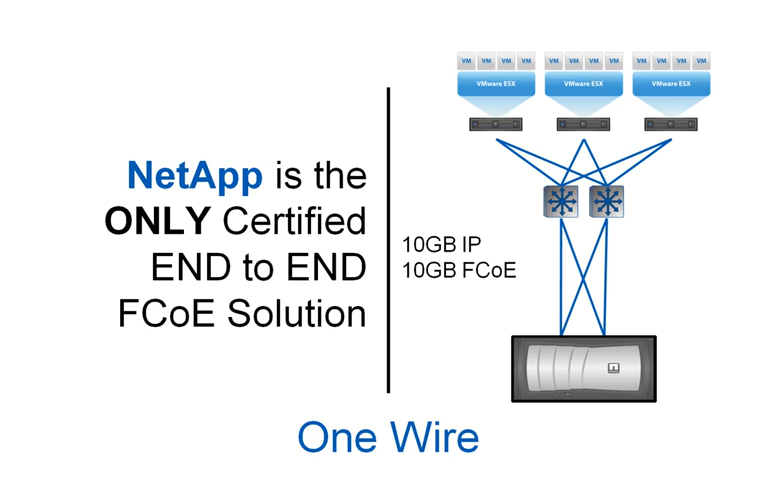 VM VM VM VM VM VM VM VM VM VM VM VM
VMware ESX VMware ESX VMware ESX
NetApp is the
ONLY Certified
END to END
FCoE Solution
10GB IP
10GB FCoE
One Wire